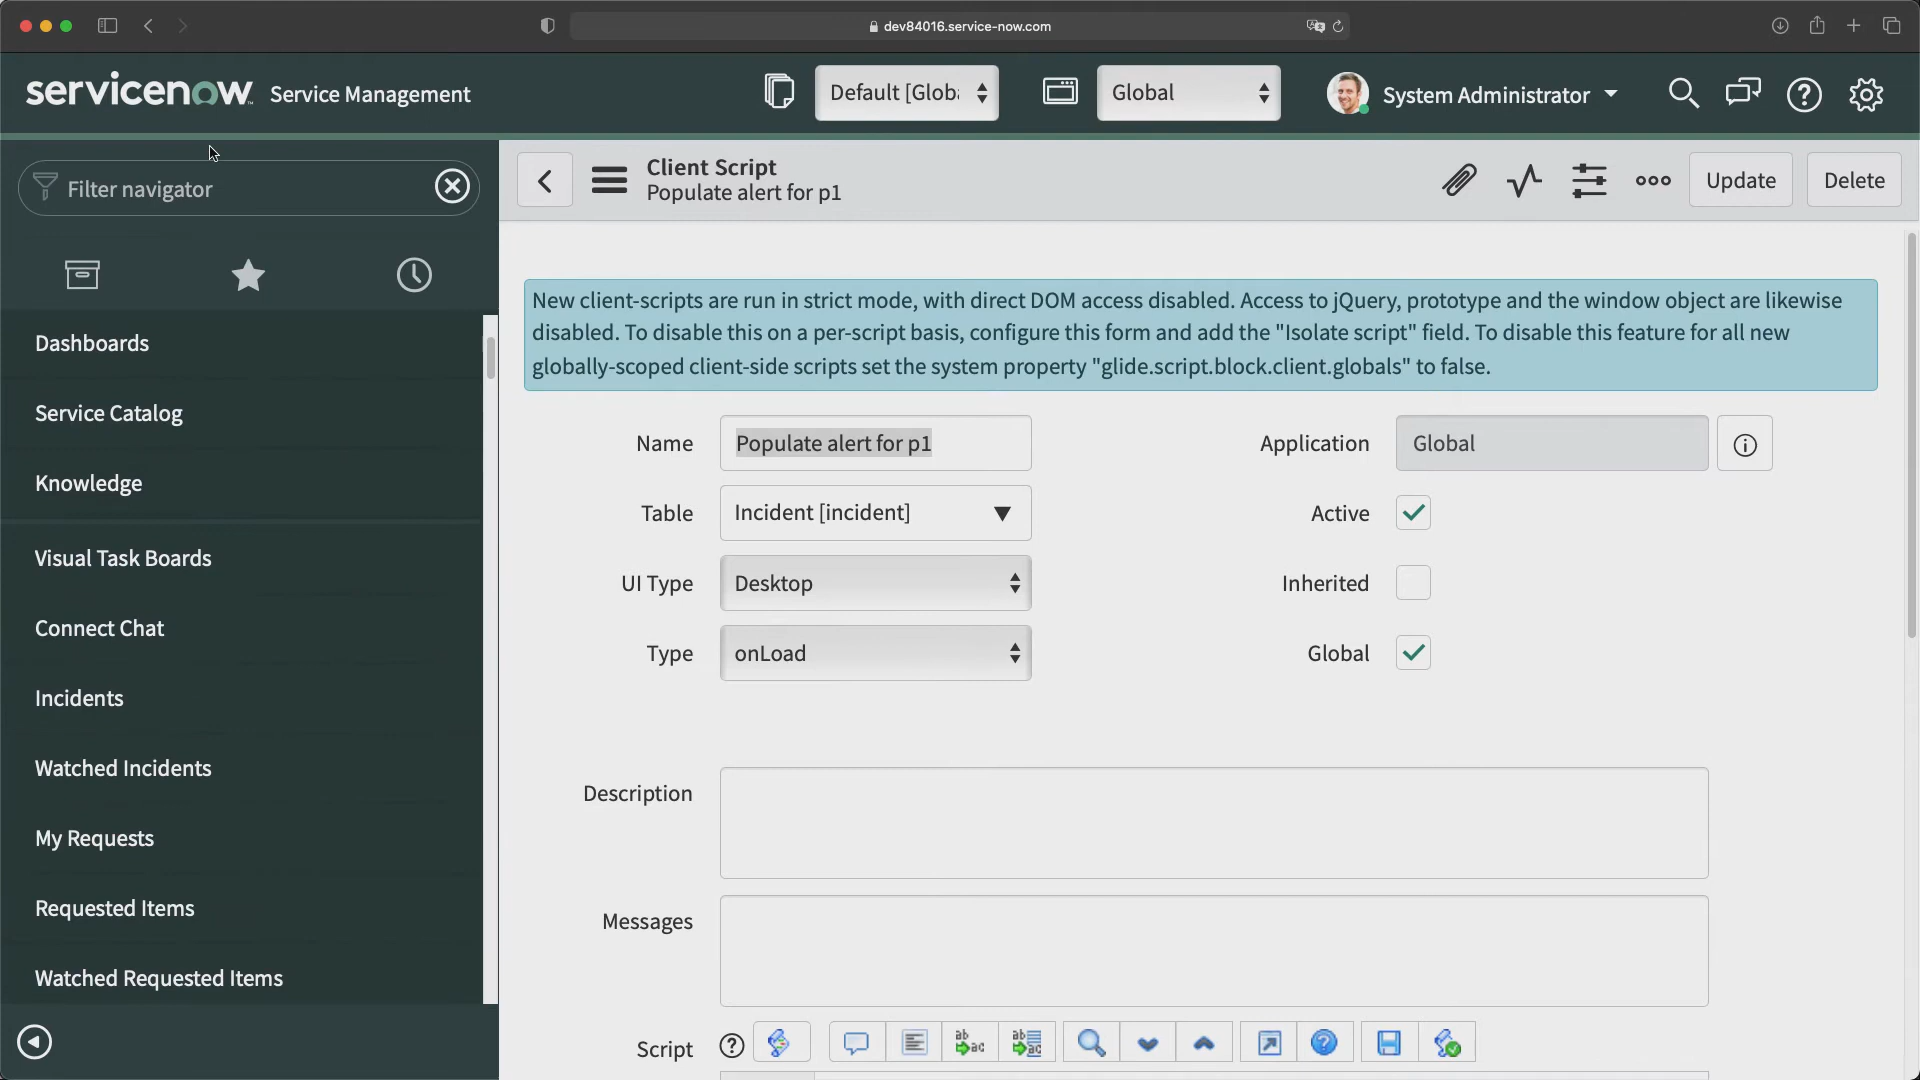 dev84016.service-now.com
servicenow Service Management
Default [Globa
Global
System Administrator
Filter navigator
Client Script
Populate alert for p1
ooo
Update
Delete
Dashboards
Service Catalog
Knowledge
Visual Task Boards
Connect Chat
Incidents
Watched Incidents
My Requests
Requested Items
Watched Requested Items
New client-scripts are run in strict mode, with direct DOM access disabled. Access to jQuery, prototype and the window object are likewise
disabled. To disable this on a per-script basis, configure this form and add the "Isolate script" field. To disable this feature for all new
globally-scoped client-side scripts set the system property "glide.script.block.client.globals" to false.
Name Populate alert for p1
Application Global
Table Incident [incident]
Active
UI Type Desktop
Inherited
Type onLoad
Global
Description
Messages
Script